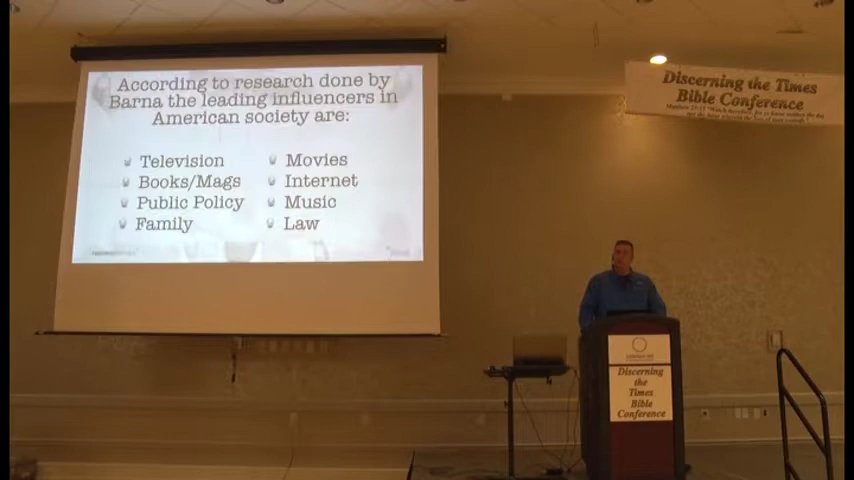 According to research done by
Barna the leading influencers in
American society are:
Television
Books/Mags
Public Policy
Family
Movies
Internet
Music
Law
Discerning the Times
Bible Conference
Discerning
the
Times
Bible
Conference